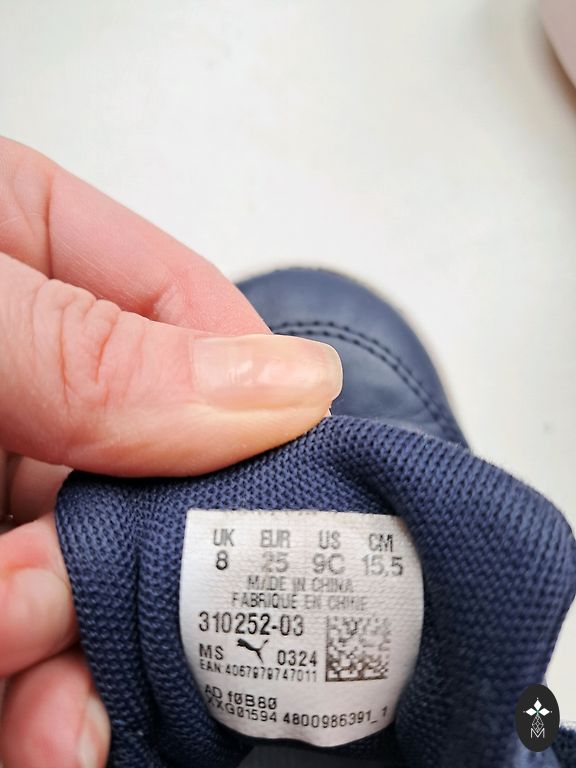 UK EUR US CM
8 25 9C 15,5
MADE IN CHINA
FABRIQUE EN CHINE
310252-03
MS 0324
EAN:4067979747011
AD f0B80
XXG01594 4800986391_1
M